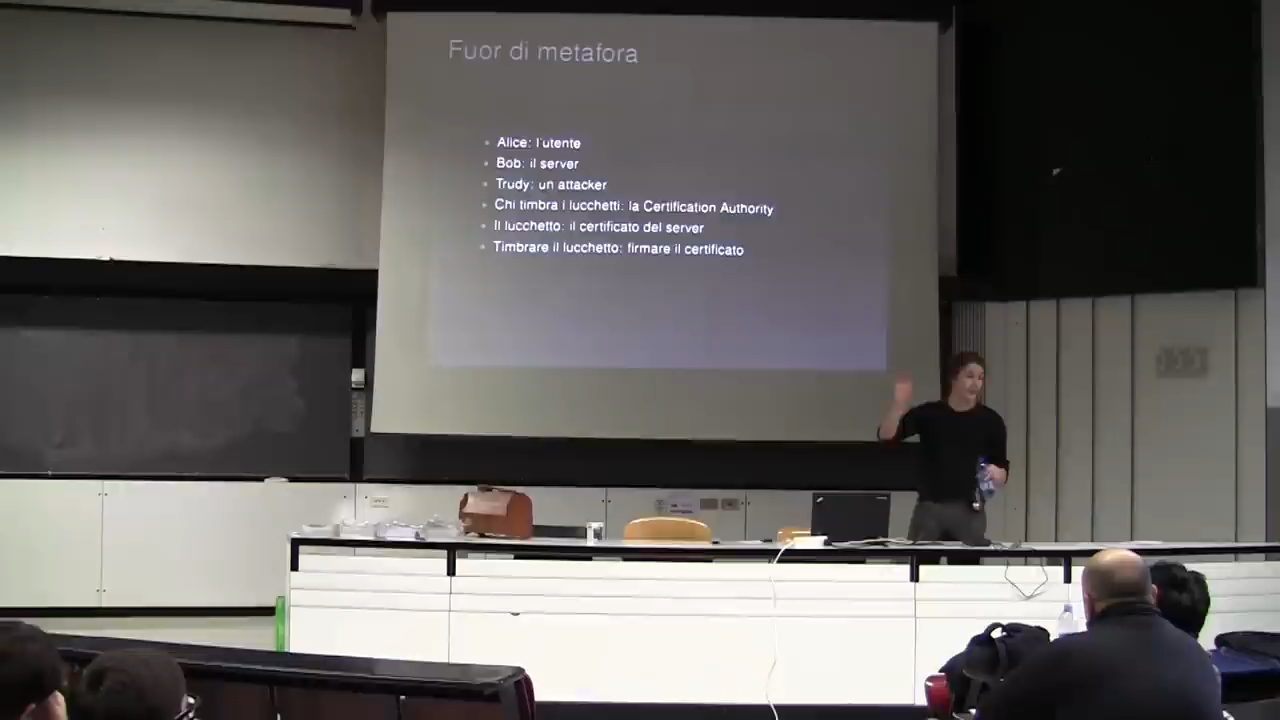 Fuor di metafora
Alice: l'utente
Bob: il server
Trudy: un attacker
Chi timbra i lucchetti: la Certification Authority
Il lucchetto: il certificato del server
Timbrare il lucchetto: firmare il certificato